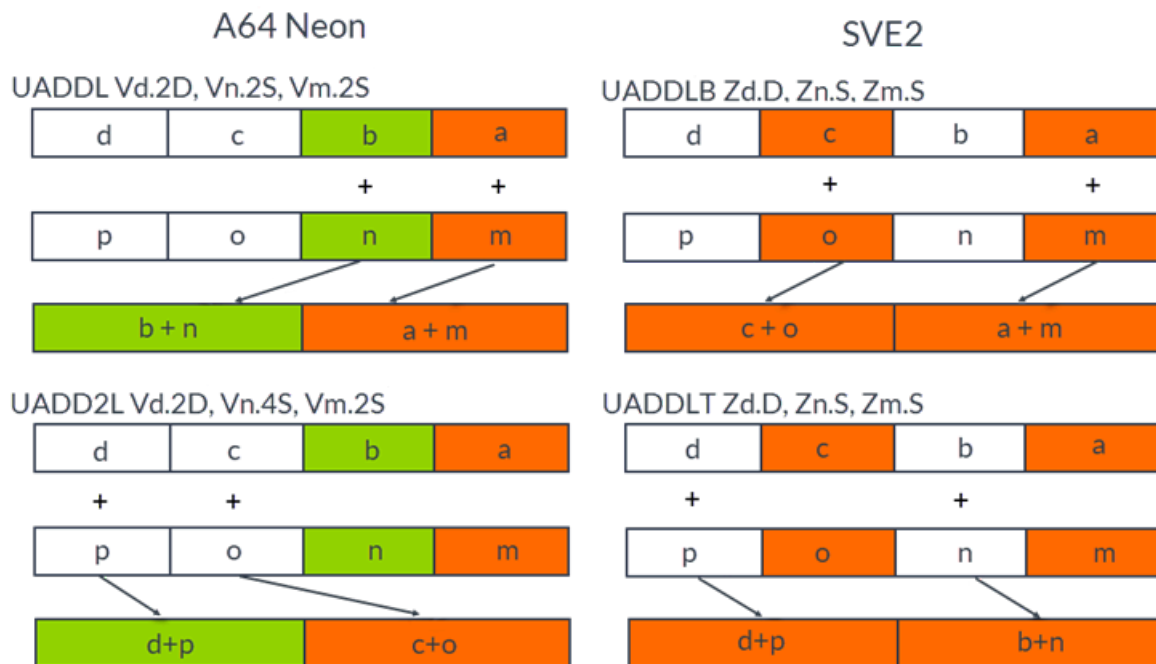 A64 Neon
UADDL Vd.2D, Vn.2S, Vm.2S
d c b a
+ +
p o n m
b + n a + m
UADD2L Vd.2D, Vn.4S, Vm.2S
d c b a
+ +
p o n m
d+p c+o
SVE2
UADDLB Zd.D, Zn.S, Zm.S
d c b a
+ +
p o n m
c + o a + m
UADDLT Zd.D, Zn.S, Zm.S
d c b a
+ +
p o n m
d+p b+n